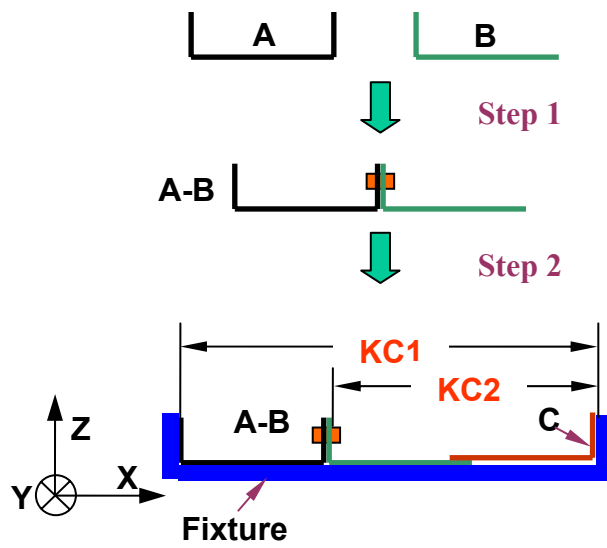 A B
Step 1
A-B
Step 2
KC1
KC2
A-B C
Z
X
Y
Fixture